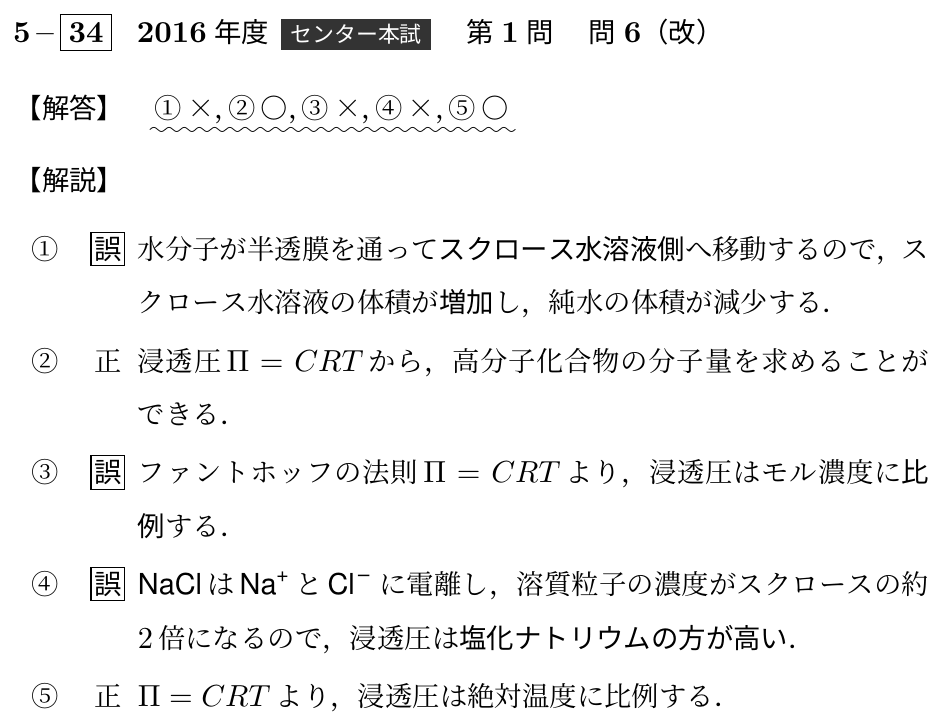 5-34 2016 年度 センター本試 第 1 問 問 6（改）
【解答】 ① ×, ② ○, ③ ×, ④ ×, ⑤ ○
【解説】
① 誤 水分子が半透膜を通ってスクロース水溶液側へ移動するので，ス
クロース水溶液の体積が増加し，純水の体積が減少する．
② 正 浸透圧 Π = CRT から，高分子化合物の分子量を求めることが
できる．
③ 誤 ファントホッフの法則 Π = CRT より，浸透圧はモル濃度に比
例する．
④ 誤 NaCl は Na⁺ と Cl⁻ に電離し，溶質粒子の濃度がスクロースの約
2 倍になるので，浸透圧は塩化ナトリウムの方が高い．
⑤ 正 Π = CRT より，浸透圧は絶対温度に比例する．